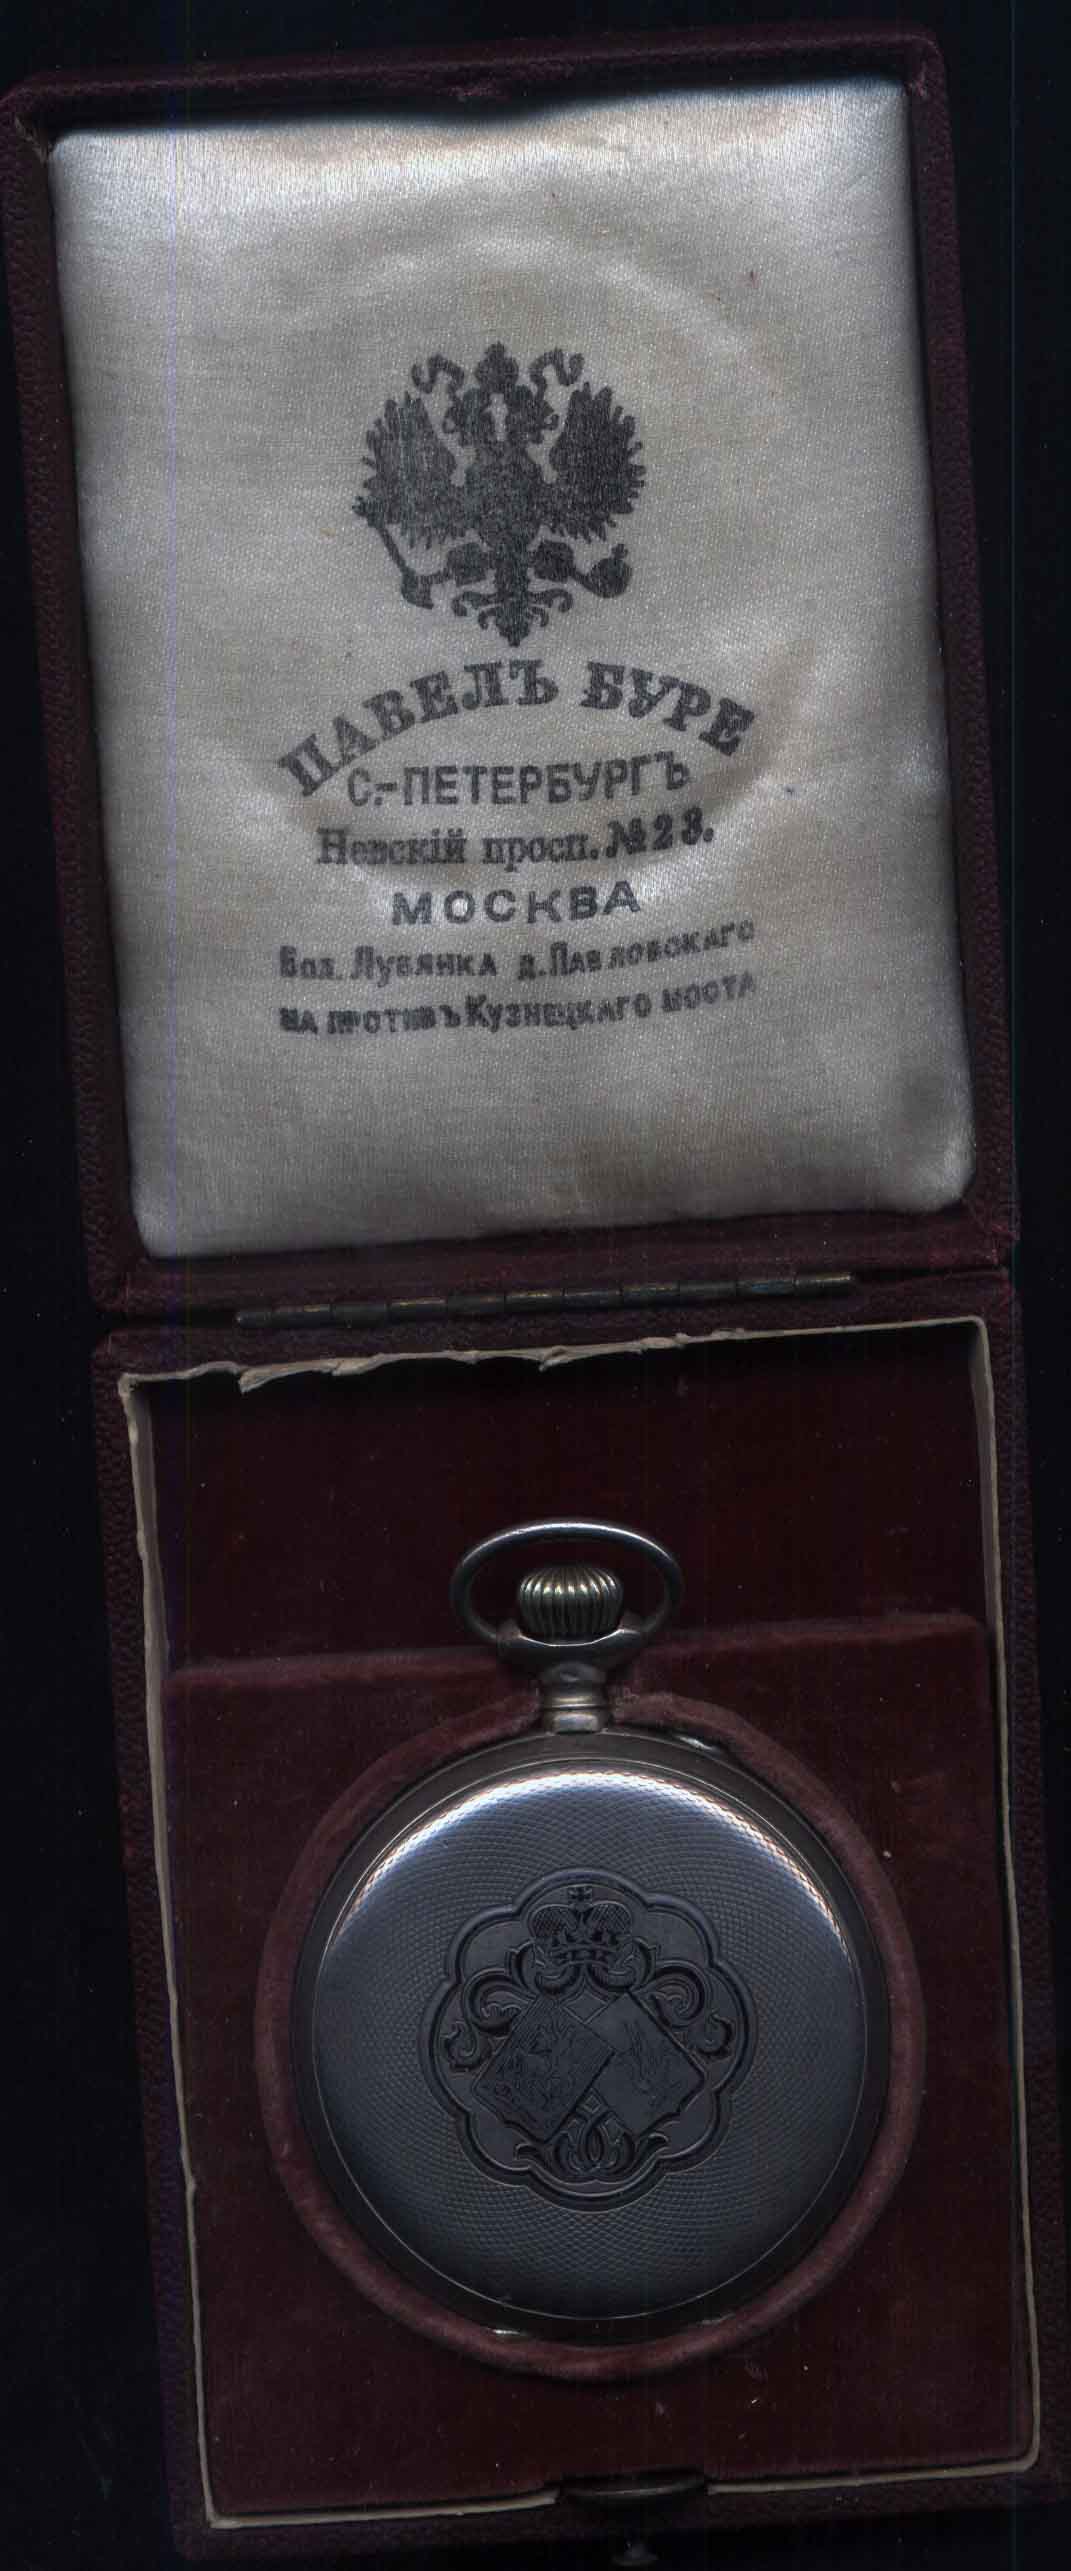 ПАВЕЛЪ БУРЕ
С.-ПЕТЕРБУРГЪ
Невскій просп. №23.
МОСКВА
Бол. Лубянка д. Павловскаго
на противъ Кузнецкаго моста